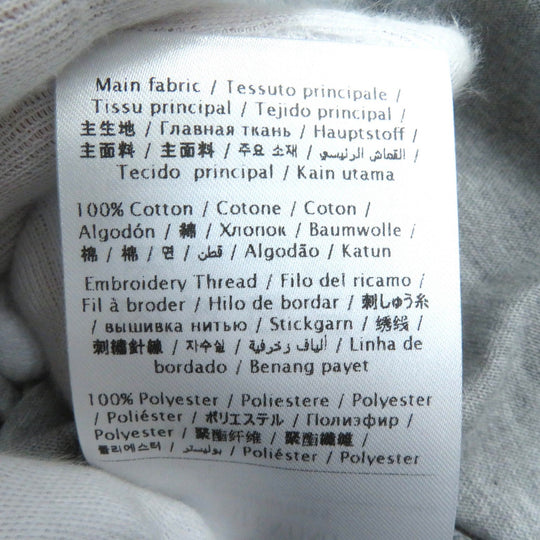 Main fabric / Tessuto principale /
Tissu principal / Tejido principal /
主生地 / Главная ткань / Hauptstoff /
主面料 / 主面料 / 주요 소재 / القماش الرئيسي /
Tecido principal / Kain utama
100% Cotton / Cotone / Coton /
Algodón / 綿 / Хлопок / Baumwolle /
棉 / 棉 / 면 / قطن / Algodão / Katun
Embroidery Thread / Filo del ricamo /
Fil à broder / Hilo de bordar / 刺しゅう糸
/ вышивка нитью / Stickgarn / 绣线 /
刺繡針線 / 자수실 / ألياف زخرفية / Linha de
bordado / Benang payet
100% Polyester / Poliestere / Polyester
/ Poliéster / ポリエステル / Полиэфир /
Polyester / 聚酯纤维 / 聚酯纖維 /
폴리에스터 / بوليستر / Poliéster / Polyester